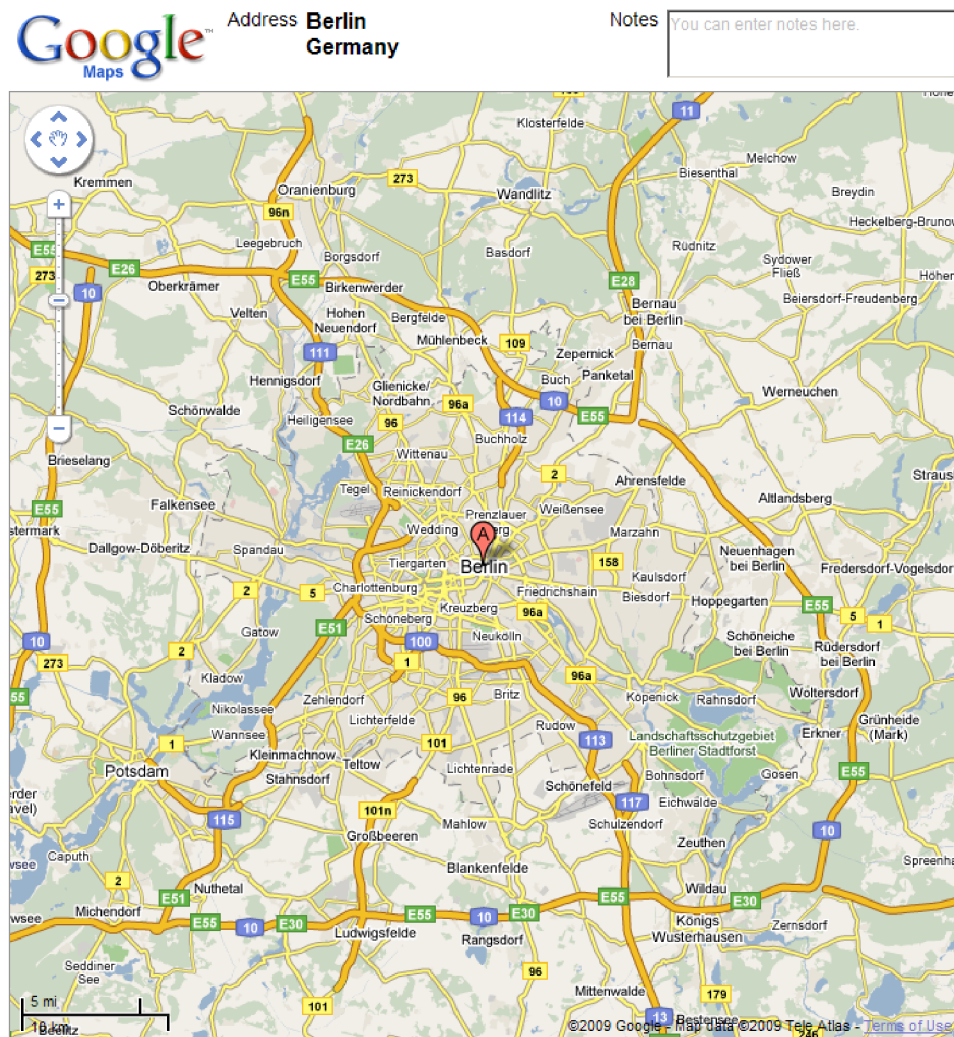 Google™
Maps
Address Berlin
Germany
Notes
You can enter notes here.
11
Klosterfelde
Melchow
Biesenthal
273
Kremmen
Oranienburg
Wandlitz
Breydin
96n
Heckelberg-Brunow
Leegebruch
Rüdnitz
E55
Borgsdorf
Basdorf
Sydower
Fließ
E26
273
E55
E28
Oberkrämer
Birkenwerder
10
Beiersdorf-Freudenberg
Bernau
bei Berlin
Velten
Hohen
Neuendorf
Bergfelde
Mühlenbeck
109
Bernau
111
Zepernick
Hennigsdorf
Glienicke/
Nordbahn
Buch
Panketal
Werneuchen
10
96a
Schönwalde
114
E55
Heiligensee
96
Buchholz
E26
Wittenau
Brieselang
2
Ahrensfelde
Tegel
Reinickendorf
Falkensee
Altlandsberg
E55
Prenzlauer
Weißensee
Wedding
A
Marzahn
Dallgow-Döberitz
Spandau
Neuenhagen
bei Berlin
Tiergarten
Berlin
158
Kaulsdorf
Fredersdorf-Vogelsdorf
2
5
Charlottenburg
Friedrichshain
Biesdorf
Hoppegarten
E55
Kreuzberg
96a
5
1
Schöneberg
E51
Gatow
Neukölln
Schöneiche
bei Berlin
Rüdersdorf
bei Berlin
10
100
2
273
1
Kladow
96a
55
Zehlendorf
96
Britz
Köpenick
Rahnsdorf
Woltersdorf
Nikolassee
Lichterfelde
Rudow
Grünheide
(Mark)
Wannsee
1
101
113
Landschaftsschutzgebiet
Berliner Stadtforst
Erkner
Kleinmachnow
Teltow
Potsdam
Stahnsdorf
Lichtenrade
Bohnsdorf
Gosen
E55
Schönefeld
117
Eichwalde
101n
115
Mahlow
Schulzendorf
10
Großbeeren
Zeuthen
Caputh
Blankenfelde
2
Nuthetal
Wildau
E51
E55
E30
Michendorf
E55
10
E30
E55
10
E30
Königs
Wusterhausen
Zernsdorf
Ludwigsfelde
Rangsdorf
Seddiner
See
96
Mittenwalde
179
5 mi
101
10 km
Beelitz
13
Bestensee
246
©2009 Google - Map data ©2009 Tele Atlas - Terms of Use